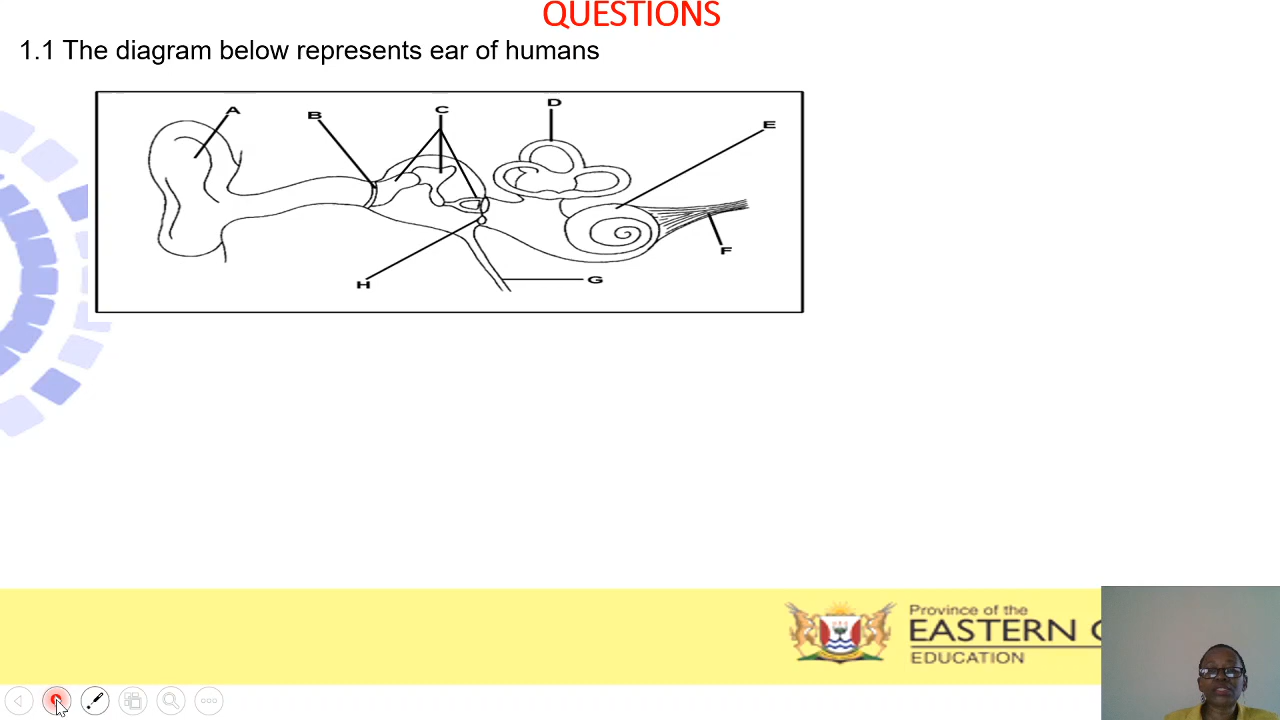 QUESTIONS
1.1 The diagram below represents ear of humans
A
B
C
D
E
F
G
H
Province of the
EASTERN
EDUCATION